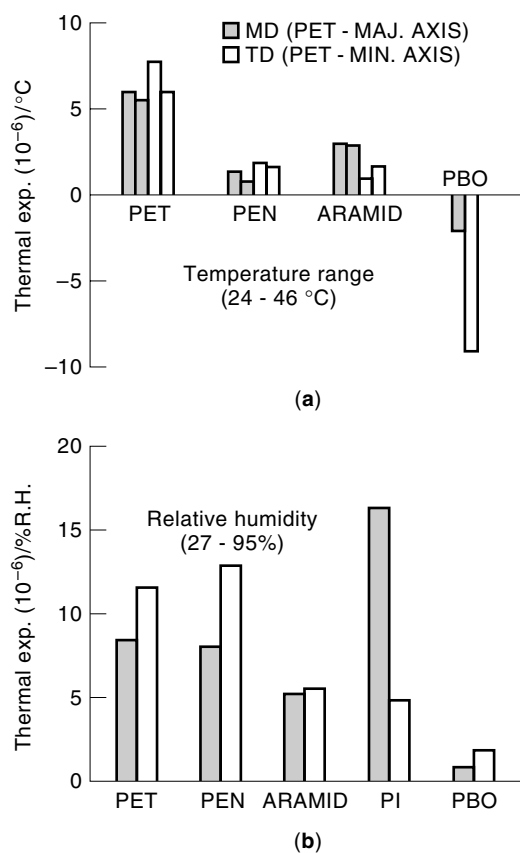 10
MD (PET - MAJ. AXIS)
TD (PET - MIN. AXIS)
Thermal exp. (10⁻⁶)/°C
5
0
PET
PEN
ARAMID
PBO
−5
Temperature range
(24 - 46 °C)
−10
(a)
20
Thermal exp. (10⁻⁶)/%R.H.
Relative humidity
(27 - 95%)
15
10
5
0
PET
PEN
ARAMID
PI
PBO
(b)